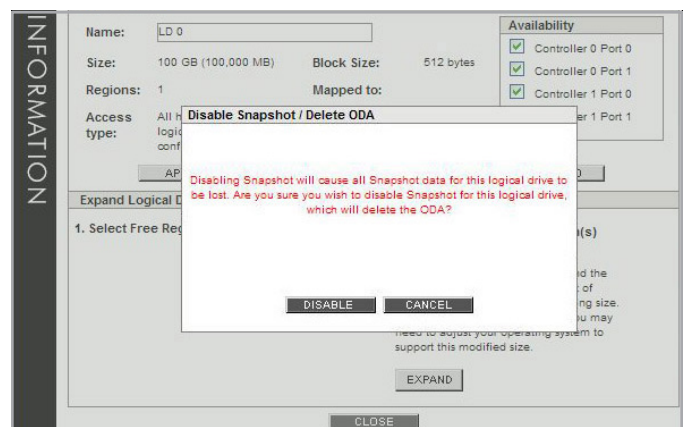 INFORMATION
Name: LD 0
Size: 100 GB (100,000 MB) Block Size: 512 bytes
Regions: 1 Mapped to:
Access type: All h
logic
conf
Availability
Controller 0 Port 0
Controller 0 Port 1
Controller 1 Port 0
er 1 Port 1
AP
Expand Logical D
1. Select Free Reg
Disable Snapshot / Delete ODA
Disabling Snapshot will cause all Snapshot data for this logical drive to
be lost. Are you sure you wish to disable Snapshot for this logical drive,
which will delete the ODA?
DISABLE CANCEL
(s)
d the
of
ng size.
u may
need to adjust your operating system to
support this modified size.
EXPAND
CLOSE